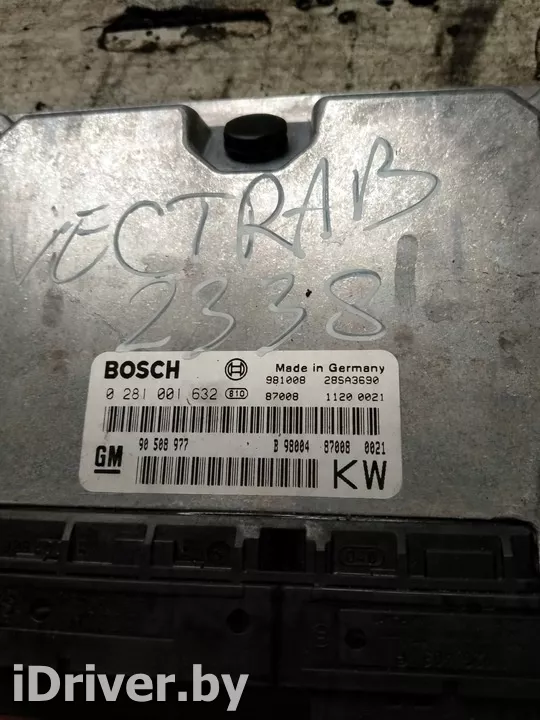 VECTRA B
2338
BOSCH
Made in Germany
981008 28SA3690
0 281 001 632 810 87008 1120 0021
GM 90 508 977 B 98004 87008 0021
KW
iDriver.by